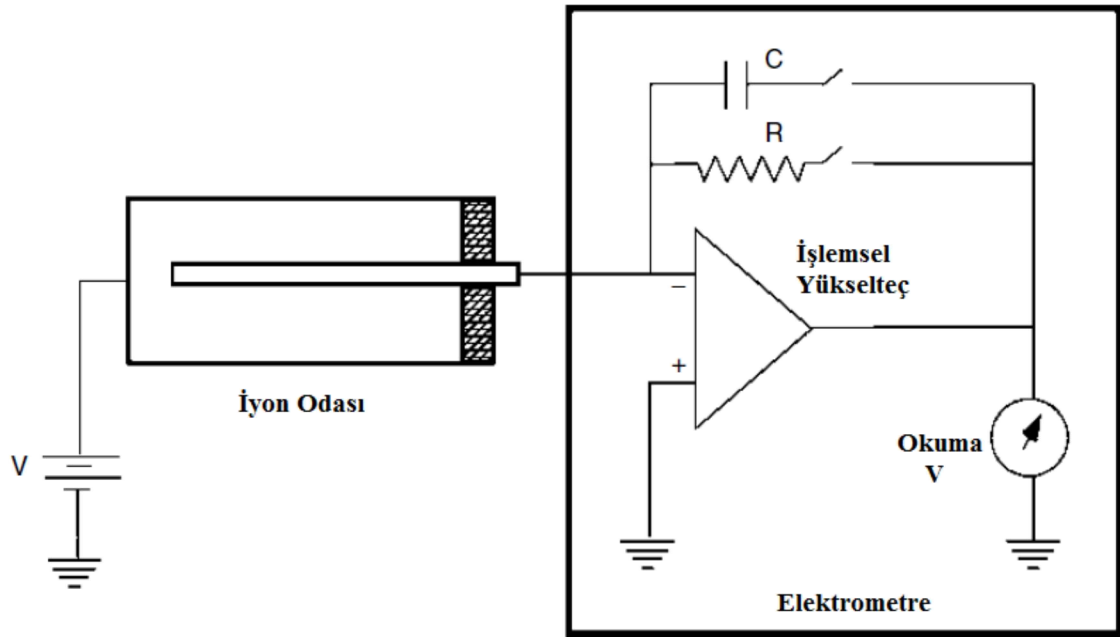 C
R
İşlemsel
Yükselteç
−
+
İyon Odası
V
Okuma
V
Elektrometre